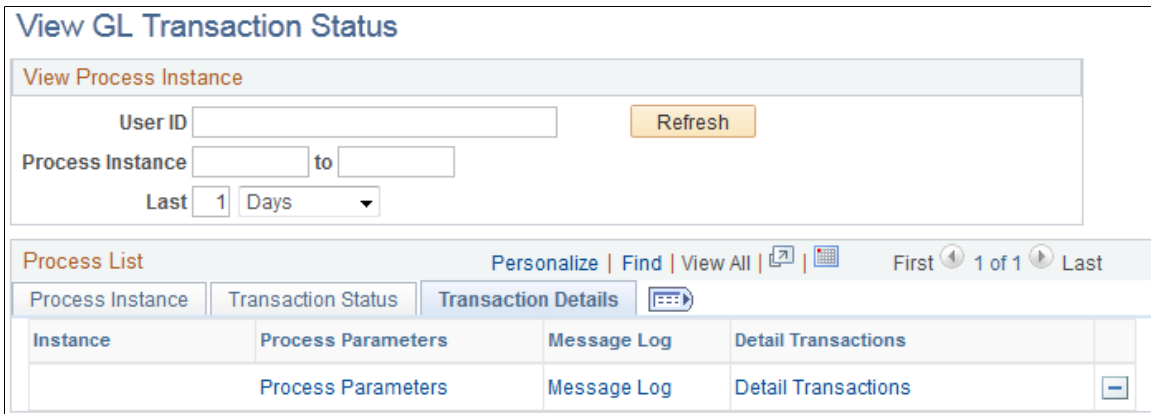 View GL Transaction Status
View Process Instance
User ID Refresh
Process Instance to
Last 1 Days
Process List Personalize | Find | View All | | First 1 of 1 Last
Process Instance Transaction Status Transaction Details
Instance Process Parameters Message Log Detail Transactions
Process Parameters Message Log Detail Transactions